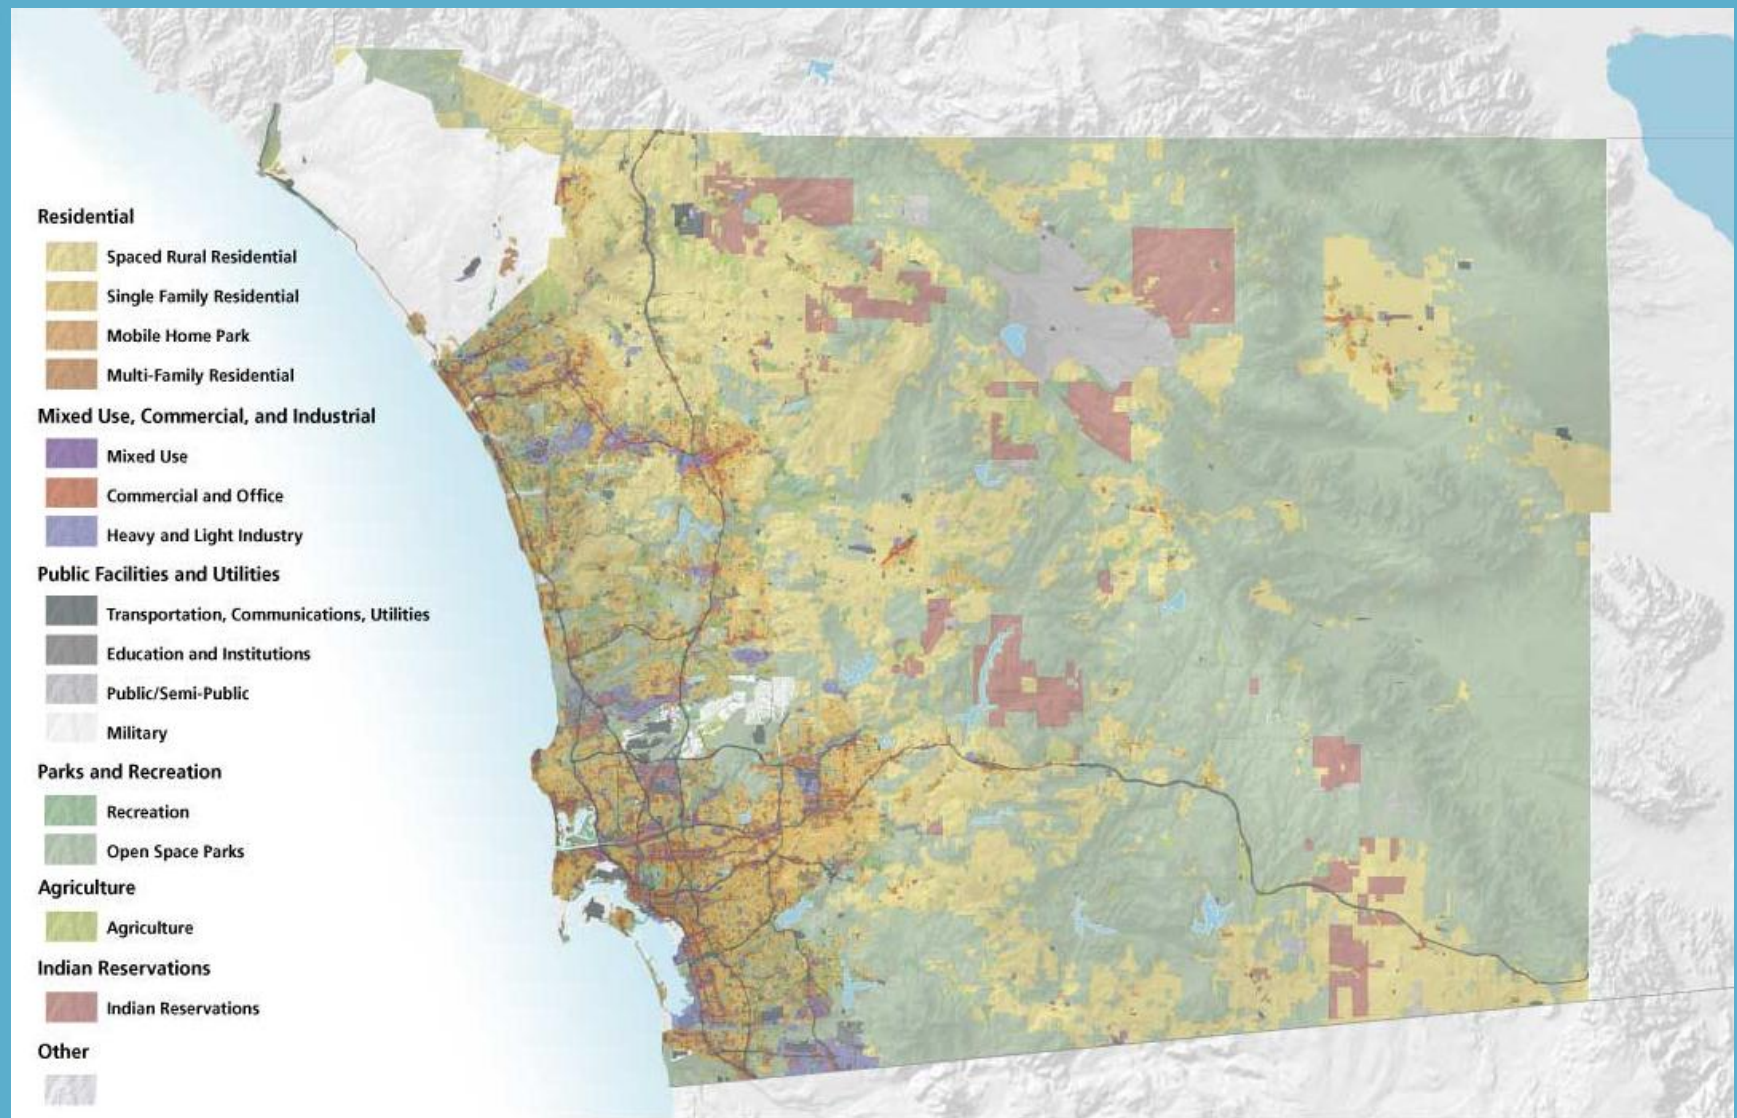 Residential
Spaced Rural Residential
Single Family Residential
Mobile Home Park
Multi-Family Residential
Mixed Use, Commercial, and Industrial
Mixed Use
Commercial and Office
Heavy and Light Industry
Public Facilities and Utilities
Transportation, Communications, Utilities
Education and Institutions
Public/Semi-Public
Military
Parks and Recreation
Recreation
Open Space Parks
Agriculture
Agriculture
Indian Reservations
Indian Reservations
Other